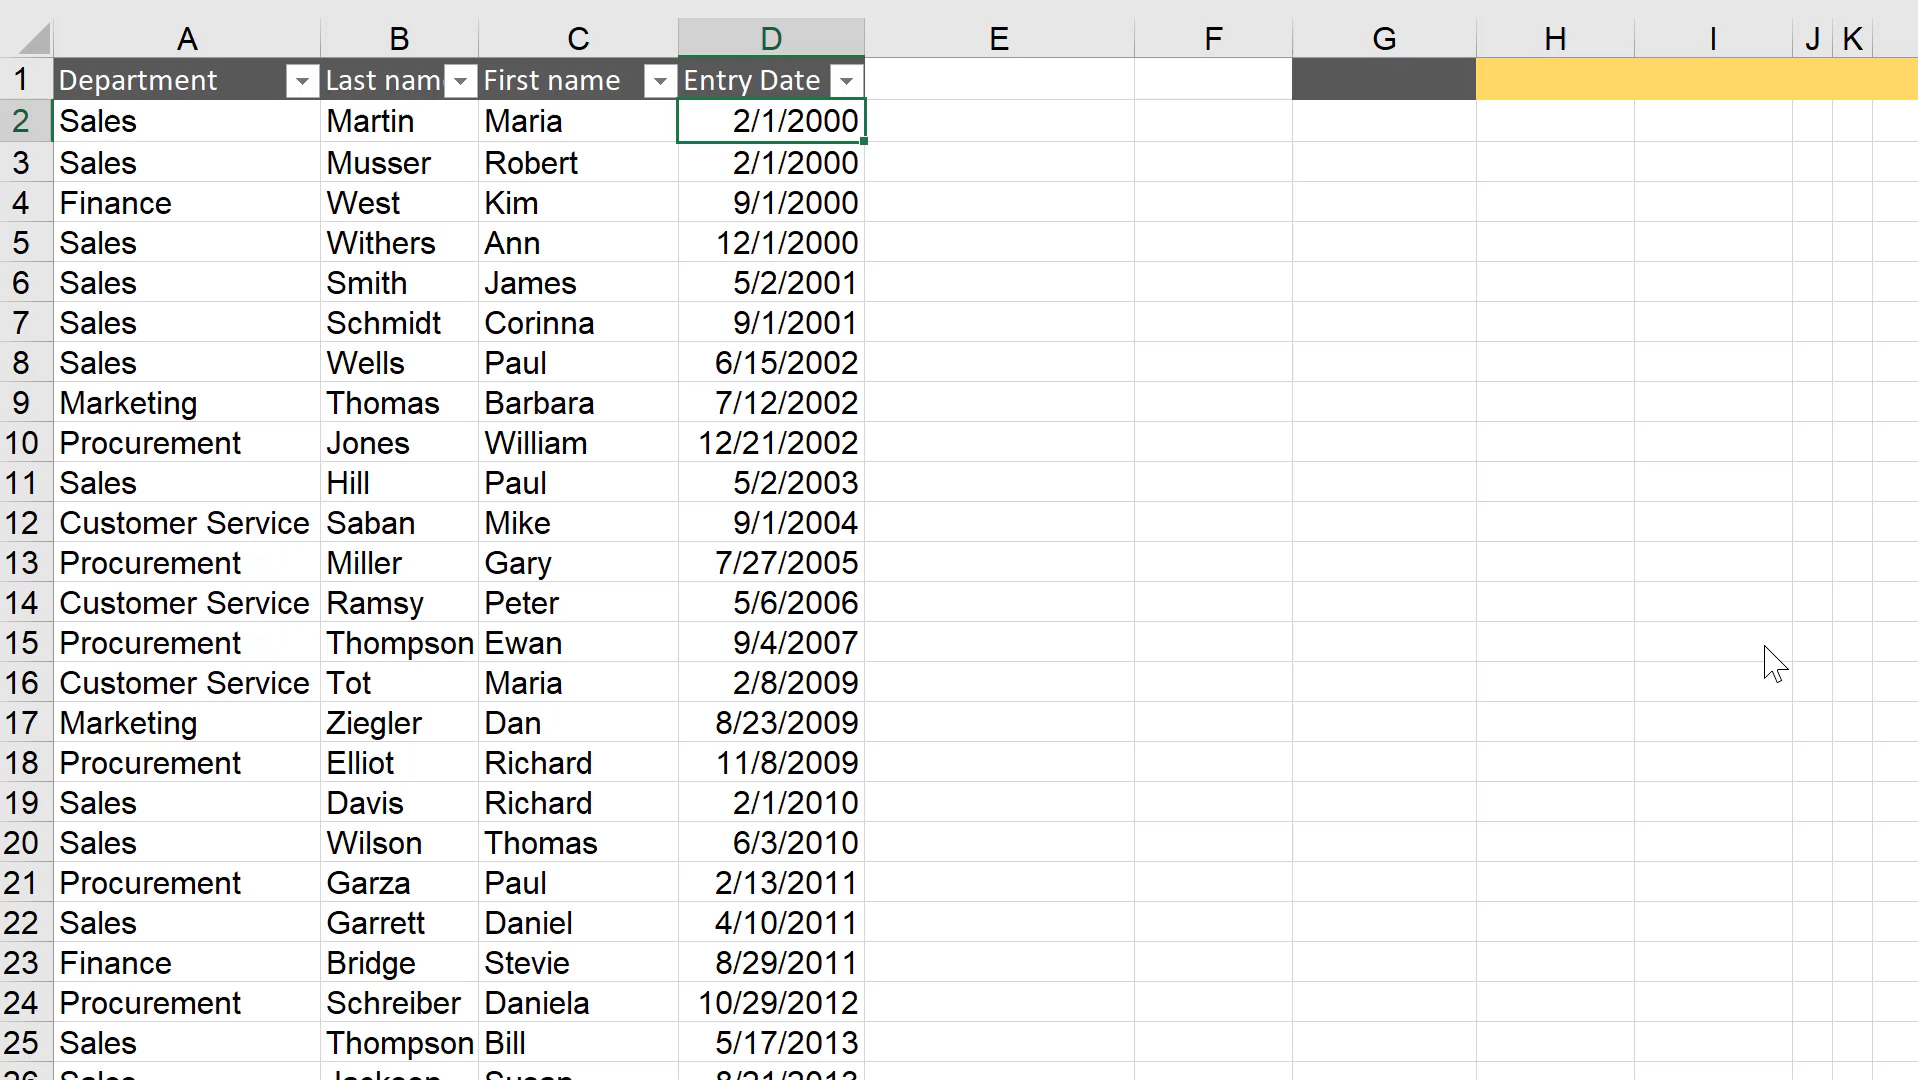 A B C D E F G H I J K
1 Department Last nam First name Entry Date
2 Sales Martin Maria 2/1/2000
3 Sales Musser Robert 2/1/2000
4 Finance West Kim 9/1/2000
5 Sales Withers Ann 12/1/2000
6 Sales Smith James 5/2/2001
7 Sales Schmidt Corinna 9/1/2001
8 Sales Wells Paul 6/15/2002
9 Marketing Thomas Barbara 7/12/2002
10 Procurement Jones William 12/21/2002
11 Sales Hill Paul 5/2/2003
12 Customer Service Saban Mike 9/1/2004
13 Procurement Miller Gary 7/27/2005
14 Customer Service Ramsy Peter 5/6/2006
15 Procurement Thompson Ewan 9/4/2007
16 Customer Service Tot Maria 2/8/2009
17 Marketing Ziegler Dan 8/23/2009
18 Procurement Elliot Richard 11/8/2009
19 Sales Davis Richard 2/1/2010
20 Sales Wilson Thomas 6/3/2010
21 Procurement Garza Paul 2/13/2011
22 Sales Garrett Daniel 4/10/2011
23 Finance Bridge Stevie 8/29/2011
24 Procurement Schreiber Daniela 10/29/2012
25 Sales Thompson Bill 5/17/2013
26 Sales Jackson Susan 8/21/2013